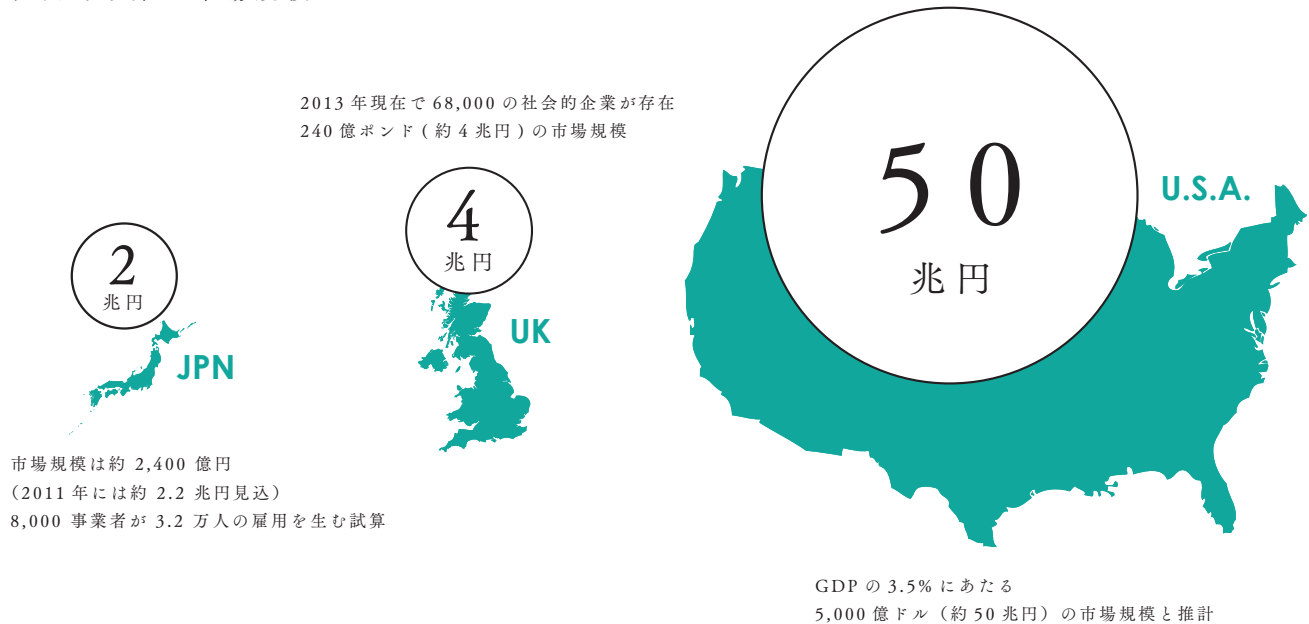 2013 年現在で 68,000 の社会的企業が存在
240 億ポンド ( 約 4 兆円 ) の市場規模
50
兆円
U.S.A.
4
兆円
2
兆円
UK
JPN
市場規模は約 2,400 億円
（2011 年には約 2.2 兆円見込）
8,000 事業者が 3.2 万人の雇用を生む試算
GDP の 3.5% にあたる
5,000 億ドル（約 50 兆円）の市場規模と推計